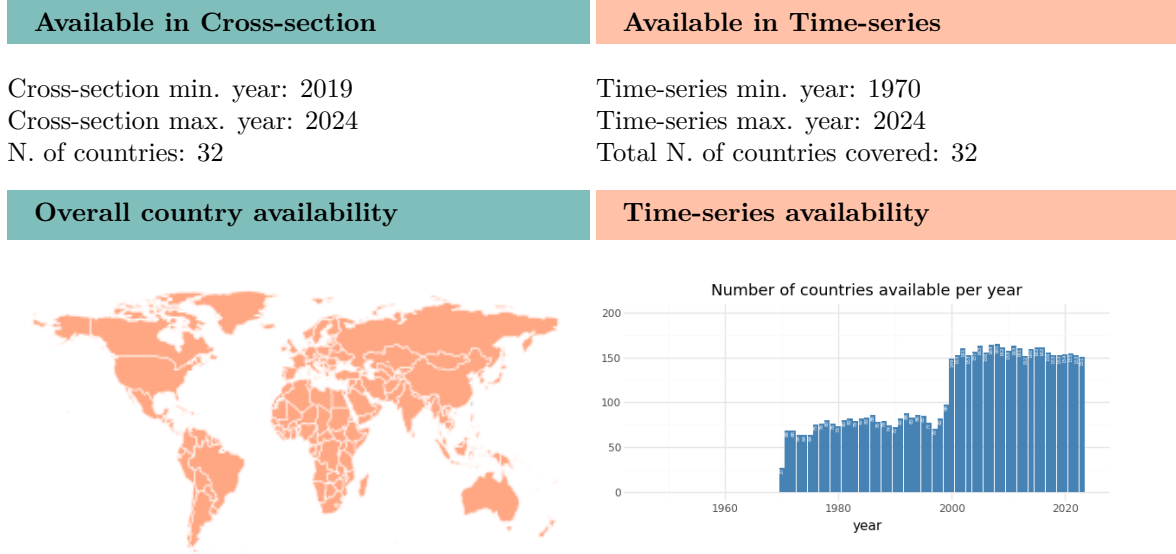 Available in Cross-section
Available in Time-series
Cross-section min. year: 2019
Cross-section max. year: 2024
N. of countries: 32
Time-series min. year: 1970
Time-series max. year: 2024
Total N. of countries covered: 32
Overall country availability
Time-series availability
Number of countries available per year
200
150
100
50
0
1960
1980
2000
2020
year